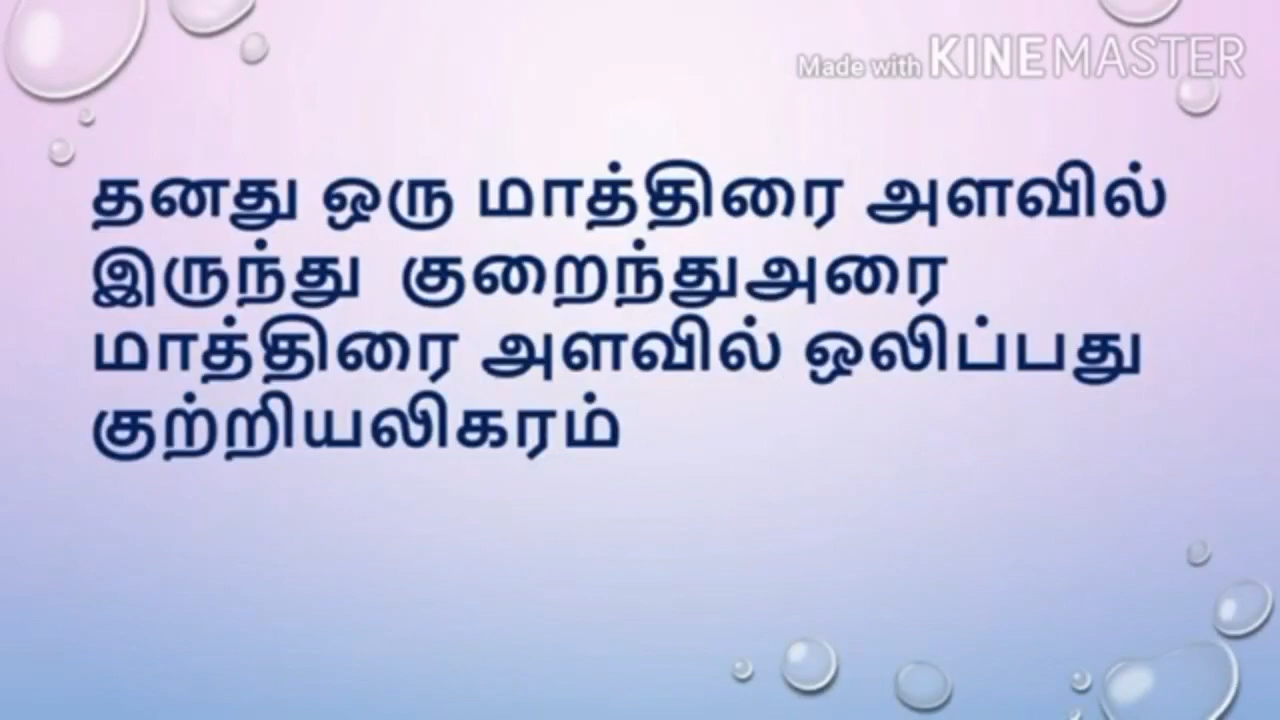 Made with KINEMASTER
தனது ஒரு மாத்திரை அளவில்
இருந்து குறைந்துஅரை
மாத்திரை அளவில் ஒலிப்பது
குற்றியலிகரம்